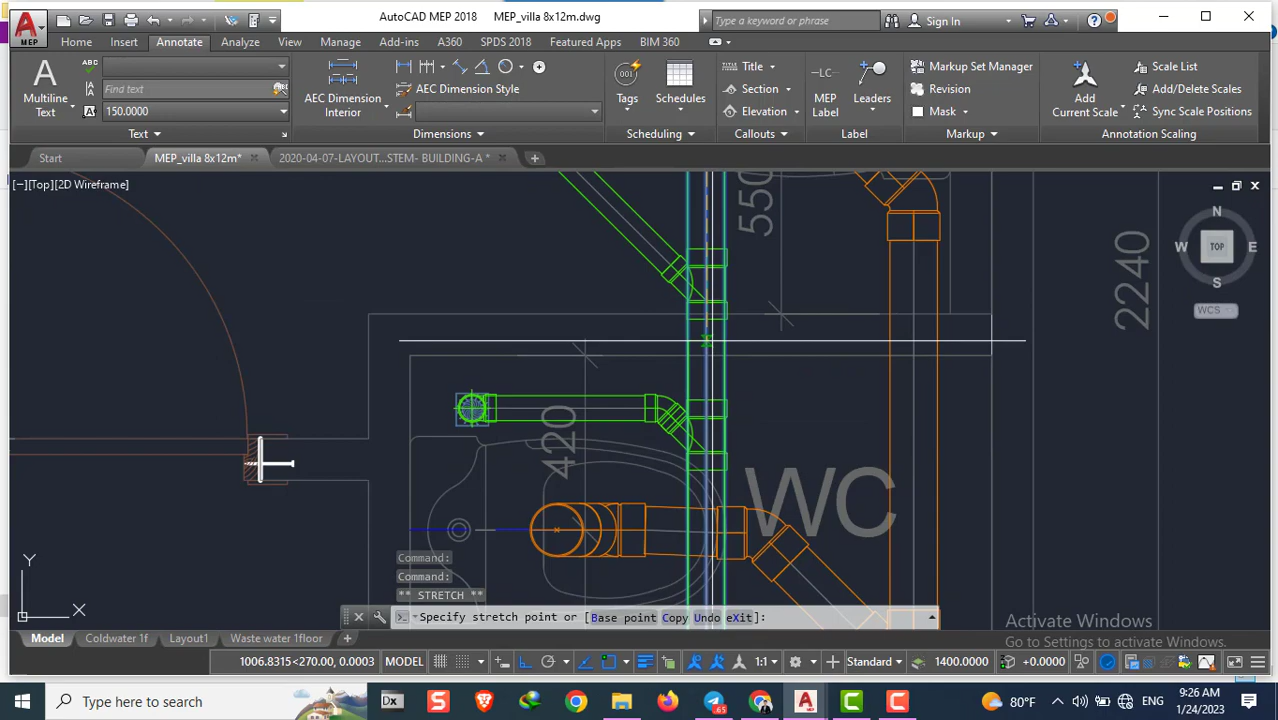 AutoCAD MEP 2018 MEP_villa 8x12m.dwg
Type a keyword or phrase
Sign In
MEP
Home Insert Annotate Analyze View Manage Add-ins A360 SPDS 2018 Featured Apps BIM 360
Multiline Text
ABC
Find text
150.0000
Text
AEC Dimension Interior
AEC Dimension Style
Dimensions
001
Tags
Schedules
Scheduling
Title
Section
Elevation
Callouts
-LC-
MEP Label
Leaders
Label
Markup Set Manager
Revision
Mask
Markup
Add Current Scale
Scale List
Add/Delete Scales
Sync Scale Positions
Annotation Scaling
Start
MEP_villa 8x12m*
2020-04-07-LAYOUT...STEM- BUILDING-A *
[−][Top][2D Wireframe]
550
2240
420
WC
N
W TOP E
S
WCS
Y
X
Command:
Command:
** STRETCH **
Specify stretch point or [Base point Copy Undo eXit]:
Activate Windows
Go to Settings to activate Windows.
Model Coldwater 1f Layout1 Waste water 1floor
1006.8315<270.00, 0.0003 MODEL 1:1 Standard 1400.0000 +0.0000
Type here to search
Dx
65
80°F
ENG
9:26 AM
1/24/2023